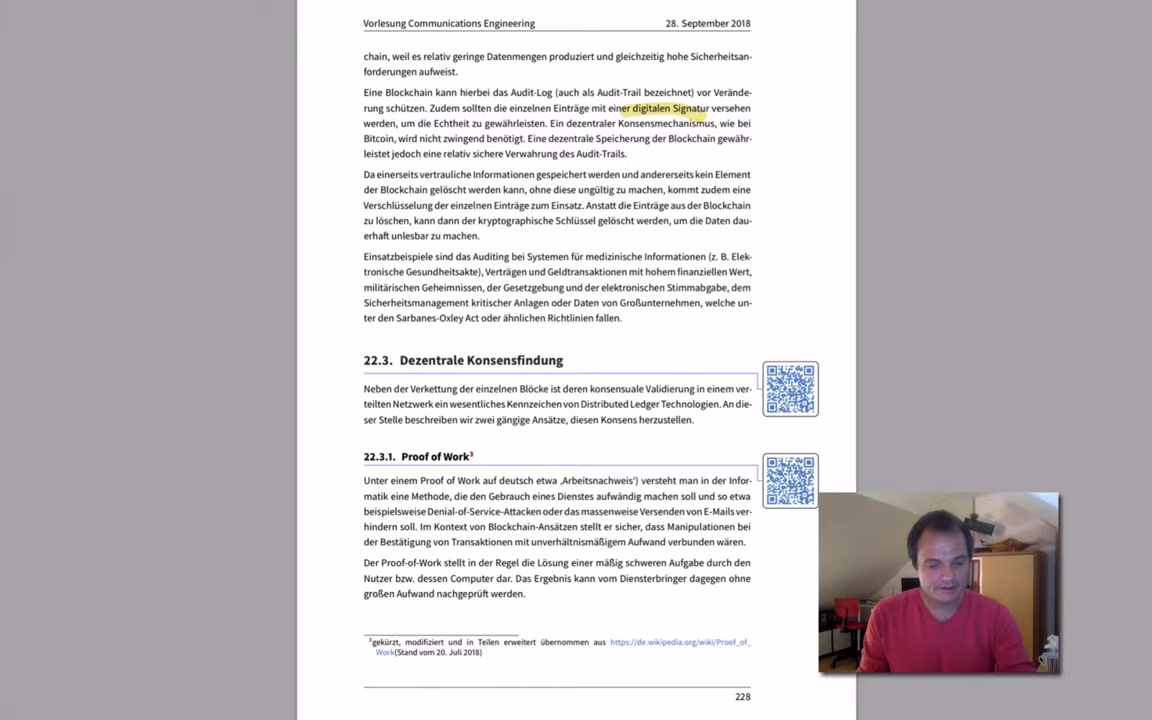 Vorlesung Communications Engineering 28. September 2018
chain, weil es relativ geringe Datenmengen produziert und gleichzeitig hohe Sicherheitsan-
forderungen aufweist.
Eine Blockchain kann hierbei das Audit-Log (auch als Audit-Trail bezeichnet) vor Verände-
rung schützen. Zudem sollten die einzelnen Einträge mit einer digitalen Signatur versehen
werden, um die Echtheit zu gewährleisten. Ein dezentraler Konsensmechanismus, wie bei
Bitcoin, wird nicht zwingend benötigt. Eine dezentrale Speicherung der Blockchain gewähr-
leistet jedoch eine relativ sichere Verwahrung des Audit-Trails.
Da einerseits vertrauliche Informationen gespeichert werden und andererseits kein Element
der Blockchain gelöscht werden kann, ohne diese ungültig zu machen, kommt zudem eine
Verschlüsselung der einzelnen Einträge zum Einsatz. Anstatt die Einträge aus der Blockchain
zu löschen, kann dann der kryptographische Schlüssel gelöscht werden, um die Daten dau-
erhaft unlesbar zu machen.
Einsatzbeispiele sind das Auditing bei Systemen für medizinische Informationen (z. B. Elek-
tronische Gesundheitsakte), Verträgen und Geldtransaktionen mit hohem finanziellen Wert,
militärischen Geheimnissen, der Gesetzgebung und der elektronischen Stimmabgabe, dem
Sicherheitsmanagement kritischer Anlagen oder Daten von Großunternehmen, welche un-
ter den Sarbanes-Oxley Act oder ähnlichen Richtlinien fallen.
22.3. Dezentrale Konsensfindung
Neben der Verkettung der einzelnen Blöcke ist deren konsensuale Validierung in einem ver-
teilten Netzwerk ein wesentliches Kennzeichen von Distributed Ledger Technologien. An die-
ser Stelle beschreiben wir zwei gängige Ansätze, diesen Konsens herzustellen.
22.3.1. Proof of Work³
Unter einem Proof of Work auf deutsch etwa ‚Arbeitsnachweis') versteht man in der Infor-
matik eine Methode, die den Gebrauch eines Dienstes aufwändig machen soll und so etwa
beispielsweise Denial-of-Service-Attacken oder das massenweise Versenden von E-Mails ver-
hindern soll. Im Kontext von Blockchain-Ansätzen stellt er sicher, dass Manipulationen bei
der Bestätigung von Transaktionen mit unverhältnismäßigem Aufwand verbunden wären.
Der Proof-of-Work stellt in der Regel die Lösung einer mäßig schweren Aufgabe durch den
Nutzer bzw. dessen Computer dar. Das Ergebnis kann vom Diensterbringer dagegen ohne
großen Aufwand nachgeprüft werden.
³gekürzt, modifiziert und in Teilen erweitert übernommen aus https://de.wikipedia.org/wiki/Proof_of_
Work(Stand vom 20. Juli 2018)
228